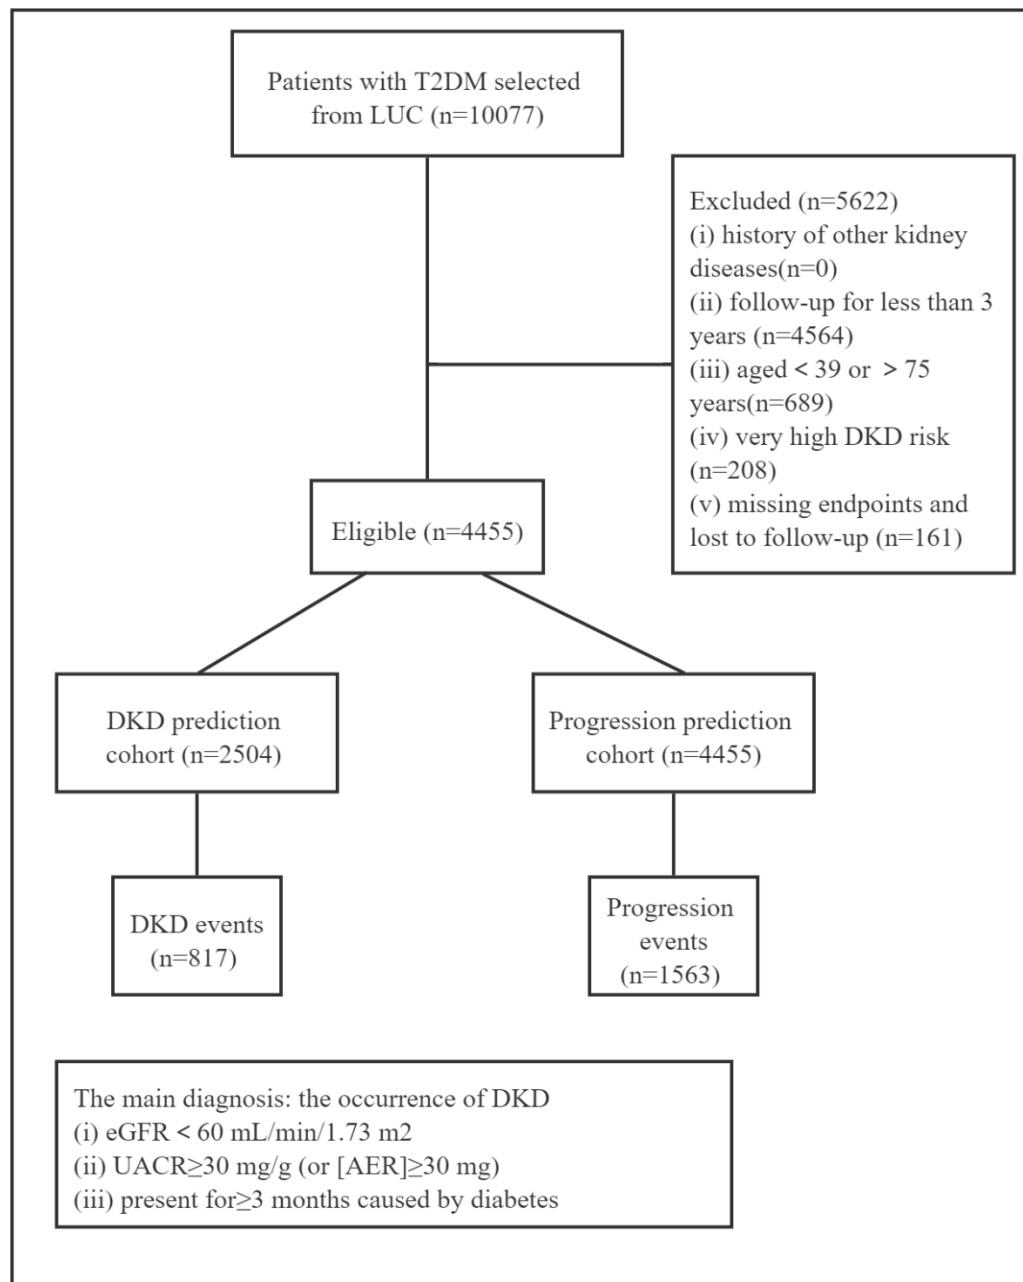 Patients with T2DM selected
from LUC (n=10077)
Excluded (n=5622)
(i) history of other kidney
diseases(n=0)
(ii) follow-up for less than 3
years (n=4564)
(iii) aged < 39 or > 75
years(n=689)
(iv) very high DKD risk
(n=208)
(v) missing endpoints and
lost to follow-up (n=161)
Eligible (n=4455)
DKD prediction
cohort (n=2504)
Progression prediction
cohort (n=4455)
DKD events
(n=817)
Progression
events
(n=1563)
The main diagnosis: the occurrence of DKD
(i) eGFR < 60 mL/min/1.73 m2
(ii) UACR≥30 mg/g (or [AER]≥30 mg)
(iii) present for≥3 months caused by diabetes